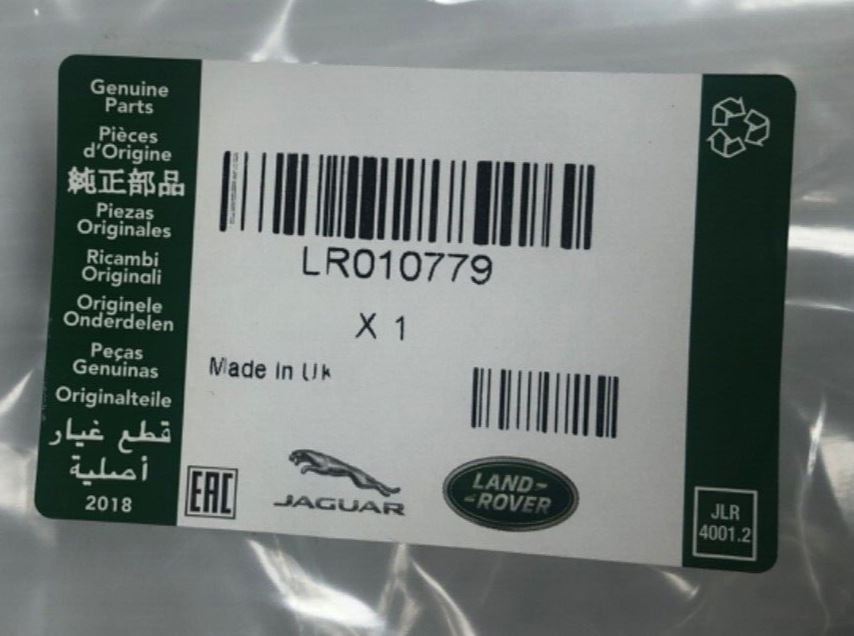 Genuine
Parts
Pièces
d'Origine
純正部品
Piezas
Originales
Ricambi
Originali
Originele
Onderdelen
Peças
Genuinas
Originalteile
قطع غيار
أصلية
2018
LR010779
X 1
Made In Uk
EAC
JAGUAR
LAND-
-ROVER
JLR
4001.2